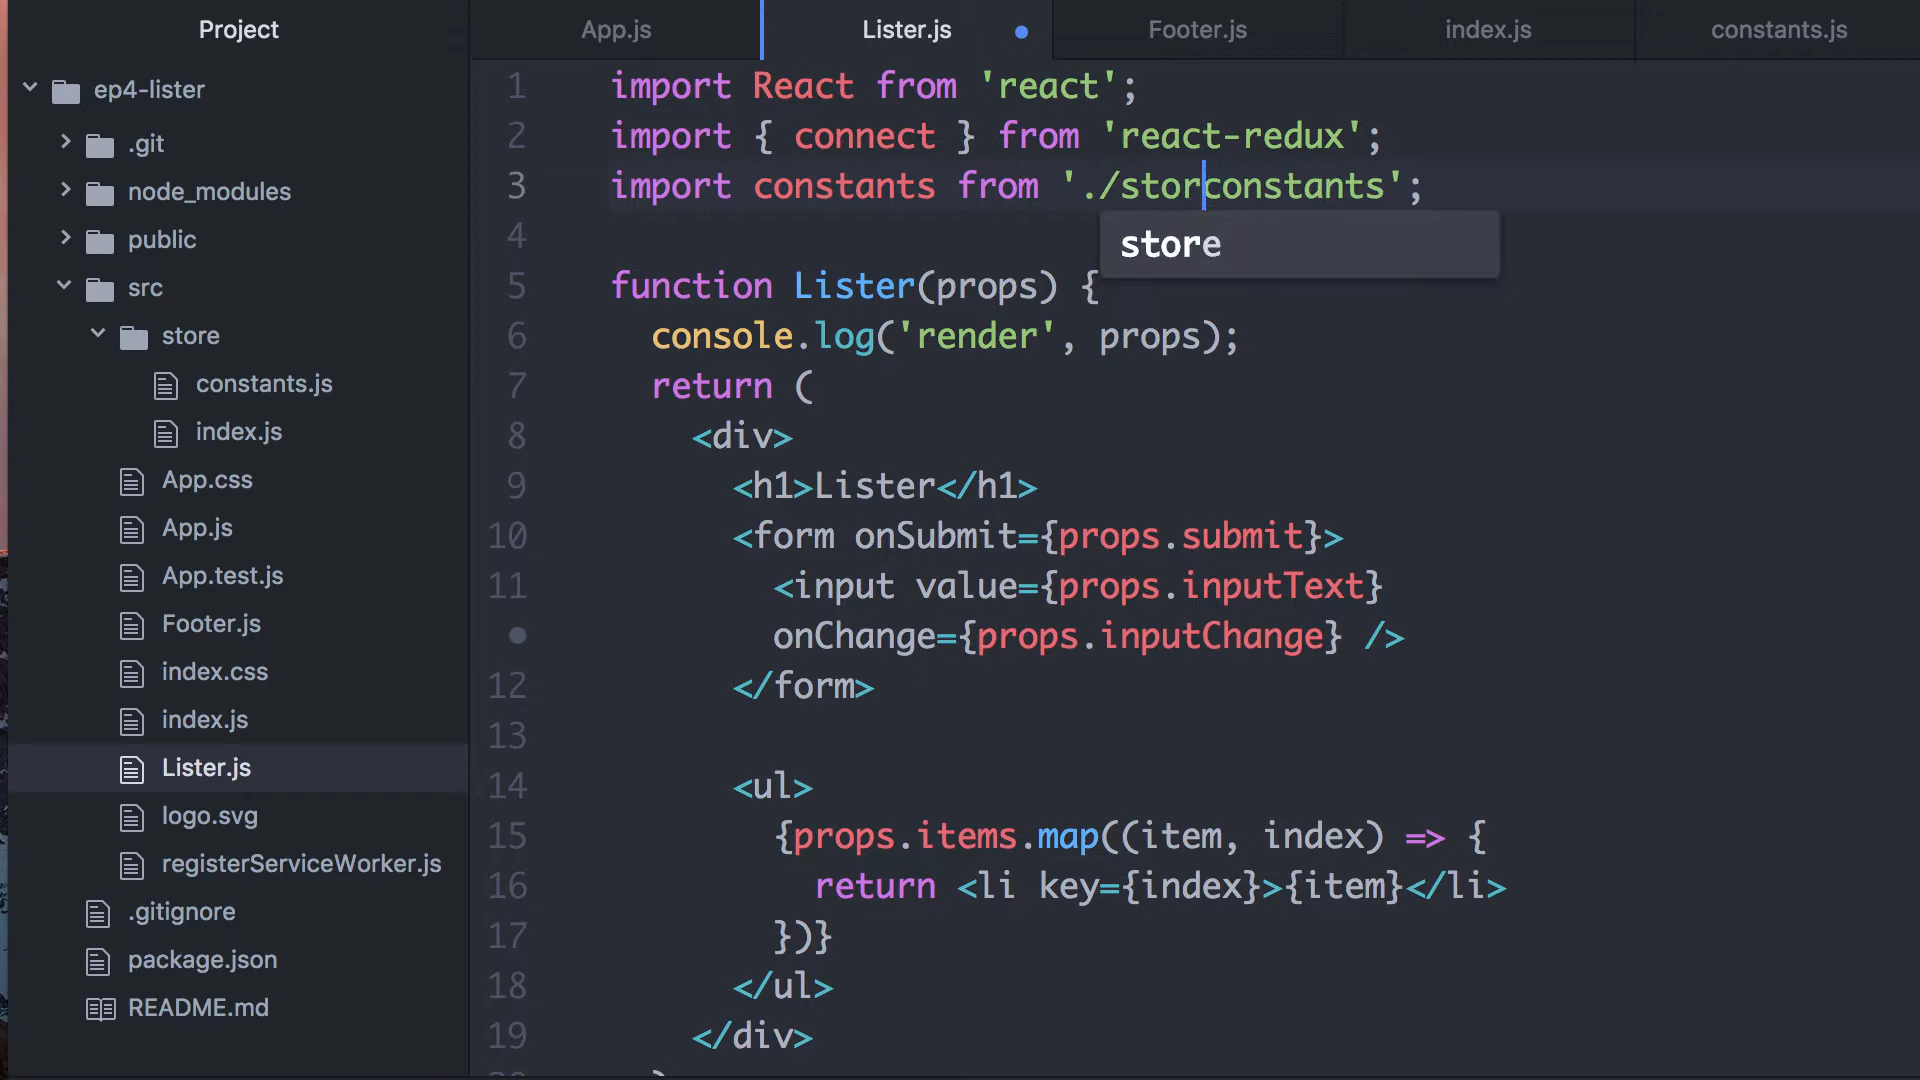 Project
ep4-lister
.git
node_modules
public
src
store
constants.js
index.js
App.css
App.js
App.test.js
Footer.js
index.css
index.js
Lister.js
logo.svg
registerServiceWorker.js
.gitignore
package.json
README.md
App.js
Lister.js
Footer.js
index.js
constants.js
1 import React from 'react';
2 import { connect } from 'react-redux';
3 import constants from './storconstants';
store
4
5 function Lister(props) {
6 console.log('render', props);
7 return (
8 <div>
9 <h1>Lister</h1>
10 <form onSubmit={props.submit}>
11 <input value={props.inputText}
onChange={props.inputChange} />
12 </form>
13
14 <ul>
15 {props.items.map((item, index) => {
16 return <li key={index}>{item}</li>
17 })}
18 </ul>
19 </div>